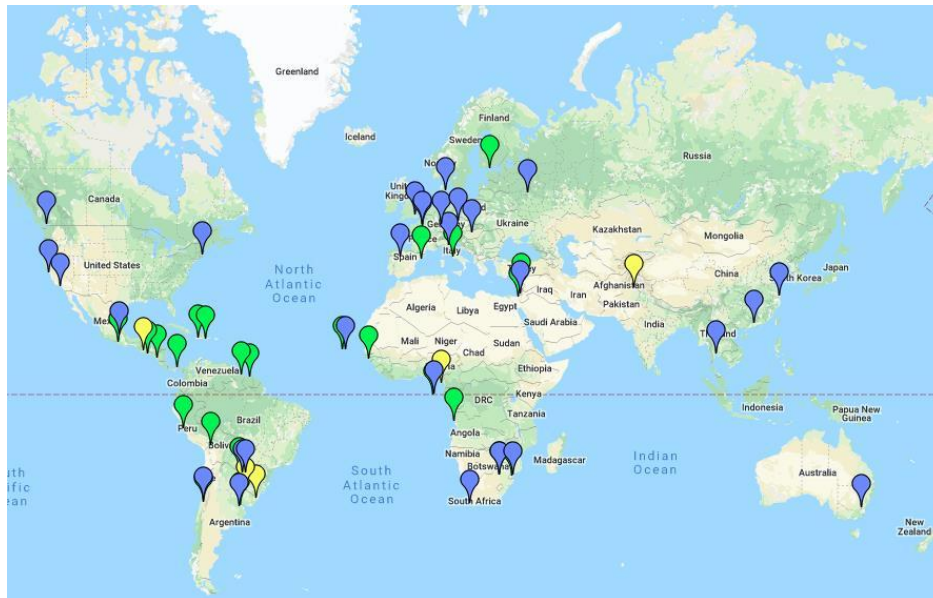 Greenland
Iceland
Finland
Sweden
Russia
Canada
Ukraine
Kazakhstan
Mongolia
Spain
Italy
United States
North
Atlantic
Ocean
China
South Korea
Japan
Afghanistan
Iraq
Iran
Pakistan
Algeria
Libya
Egypt
Saudi Arabia
India
Mali
Niger
Chad
Sudan
Venezuela
Ethiopia
Colombia
DRC
Kenya
Indonesia
Papua New
Guinea
Tanzania
Peru
Brazil
Angola
Namibia
Botswana
Madagascar
South
Atlantic
Ocean
Indian
Ocean
Australia
South Africa
Argentina
New
Zealand